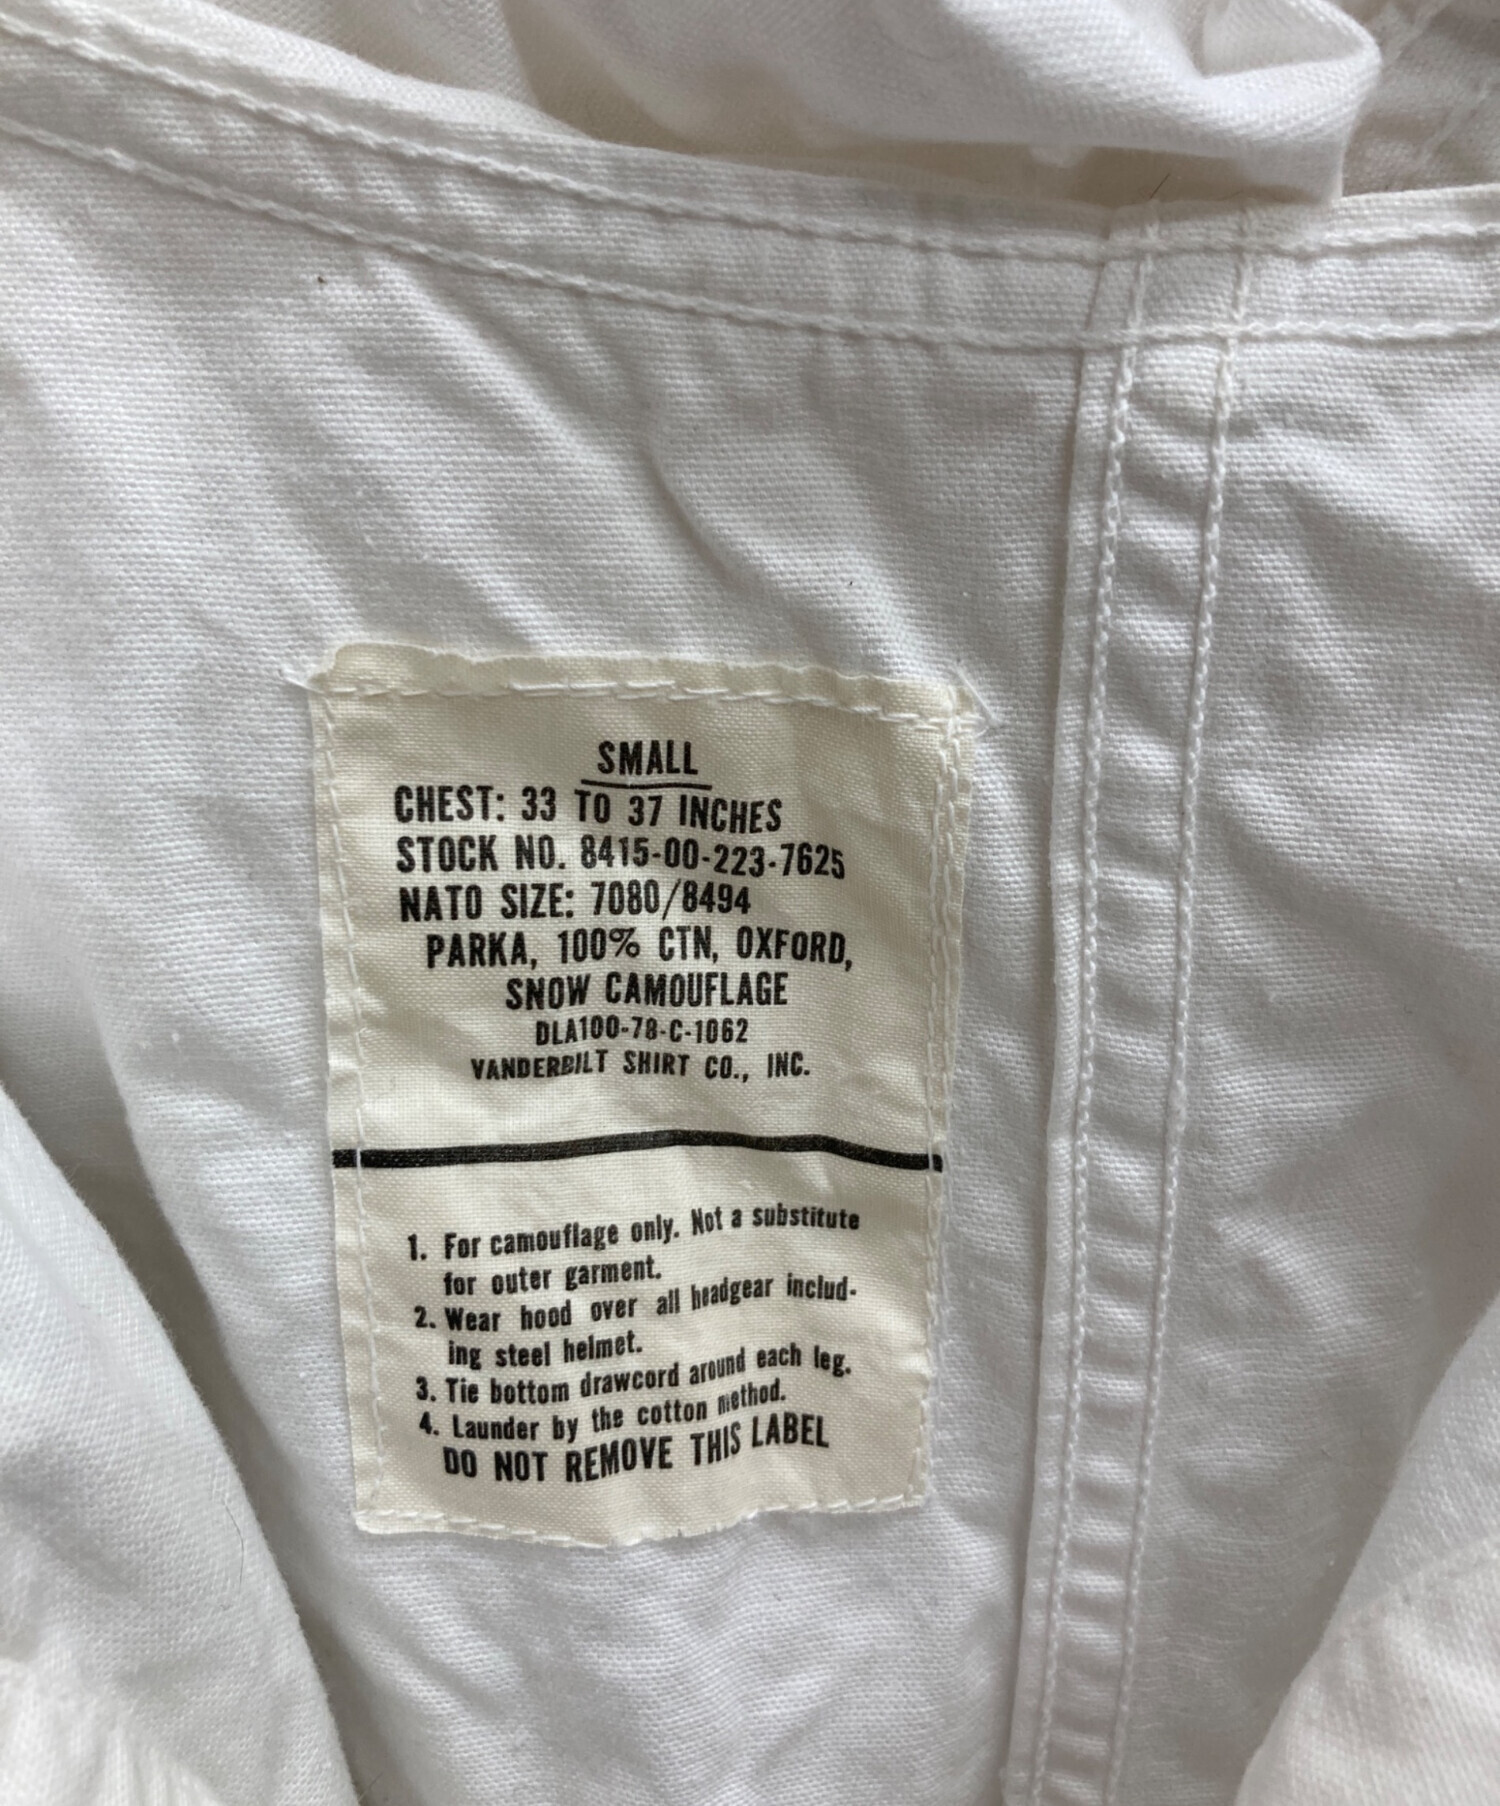 SMALL
CHEST: 33 TO 37 INCHES
STOCK NO. 8415-00-223-7625
NATO SIZE: 7080/8494
PARKA, 100% CTN, OXFORD,
SNOW CAMOUFLAGE
DLA100-78-C-1062
VANDERBILT SHIRT CO., INC.
1. For camouflage only. Not a substitute
for outer garment.
2. Wear hood over all headgear includ-
ing steel helmet.
3. Tie bottom drawcord around each leg.
4. Launder by the cotton method.
DO NOT REMOVE THIS LABEL